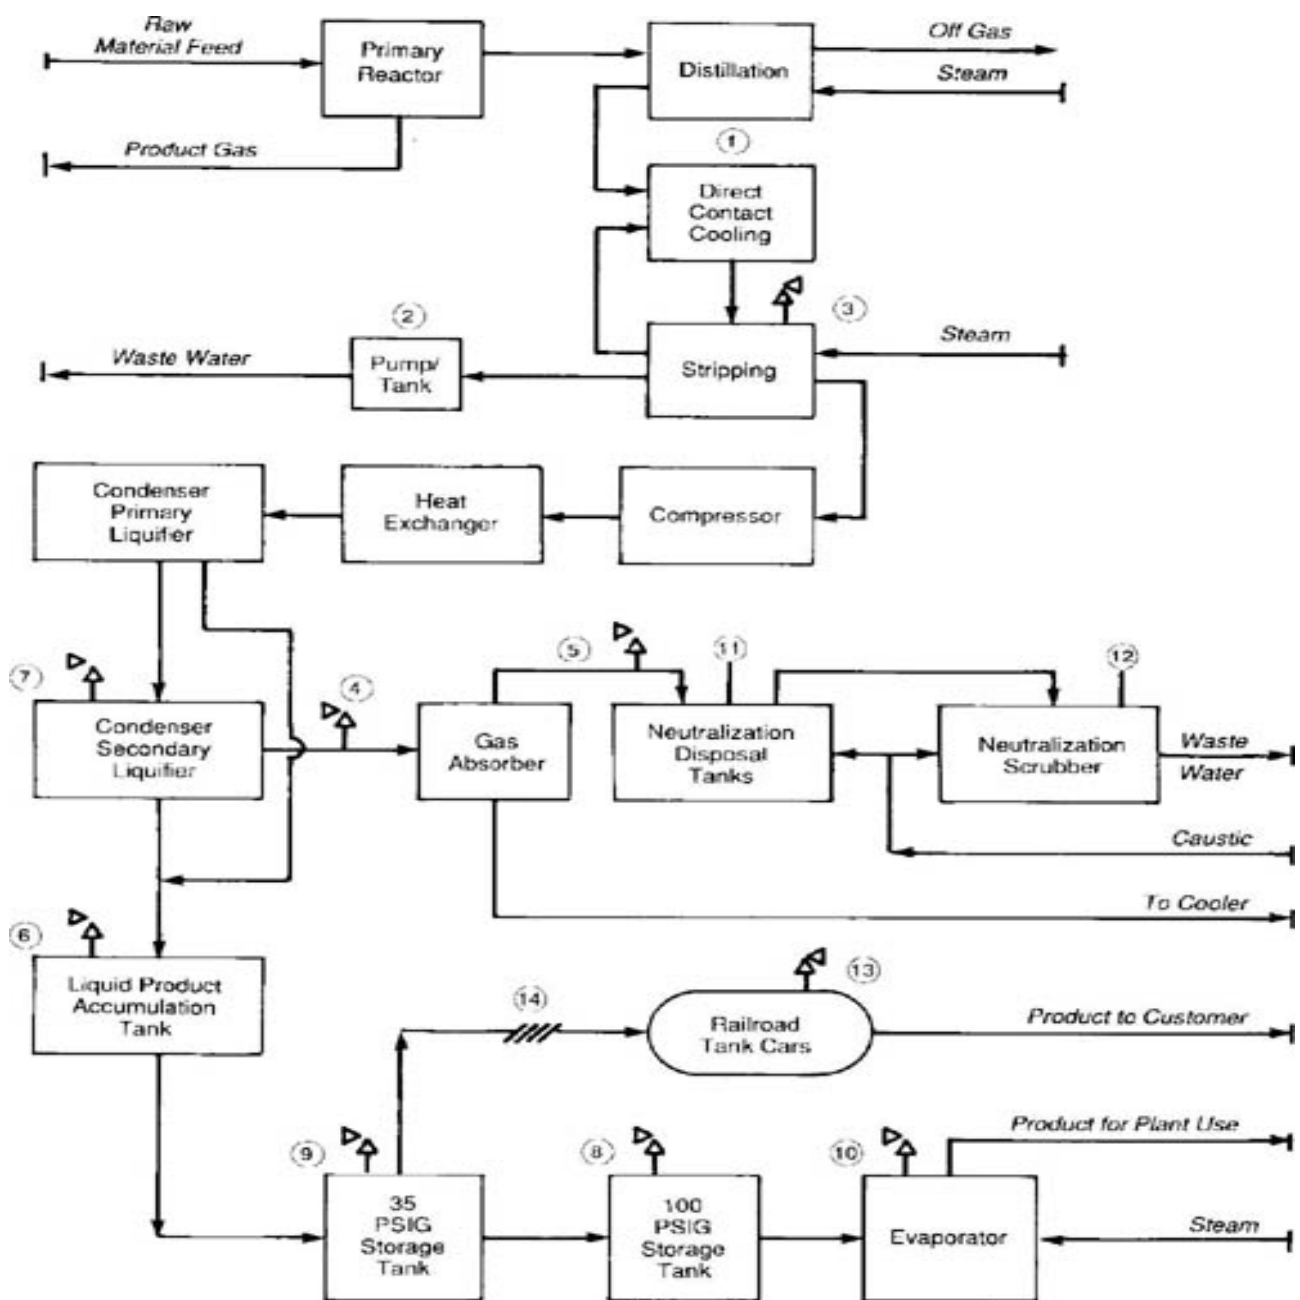 Raw
Material Feed
Primary
Reactor
Distillation
Off Gas
Steam
Product Gas
1
Direct
Contact
Cooling
2
3
Waste Water
Pump/
Tank
Stripping
Steam
Condenser
Primary
Liquifier
Heat
Exchanger
Compressor
7
4
5
11
12
Condenser
Secondary
Liquifier
Gas
Absorber
Neutralization
Disposal
Tanks
Neutralization
Scrubber
Waste
Water
Caustic
To Cooler
6
Liquid Product
Accumulation
Tank
14
13
Railroad
Tank Cars
Product to Customer
Product for Plant Use
9
8
10
35
PSIG
Storage
Tank
100
PSIG
Storage
Tank
Evaporator
Steam